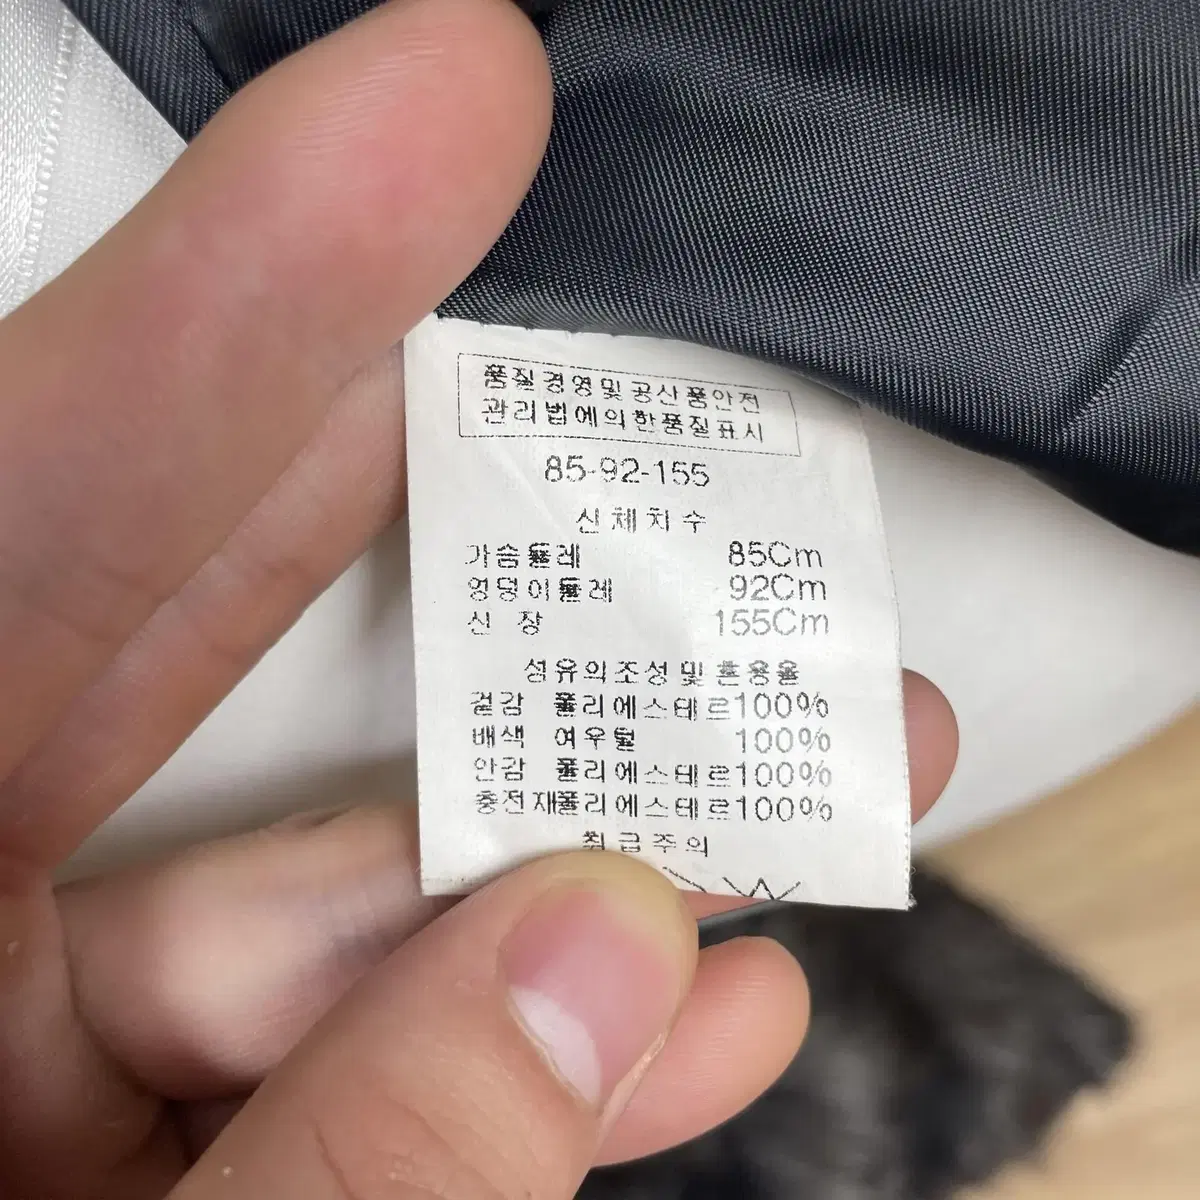 품질경영및공산품안전
관리법에의한품질표시
85-92-155
신체치수
가슴둘레 85Cm
엉덩이둘레 92Cm
신 장 155Cm
섬유의조성 및 혼용율
겉감 폴리에스테르100%
배색 여우털 100%
안감 폴리에스테르100%
충전재폴리에스테르100%
취급주의